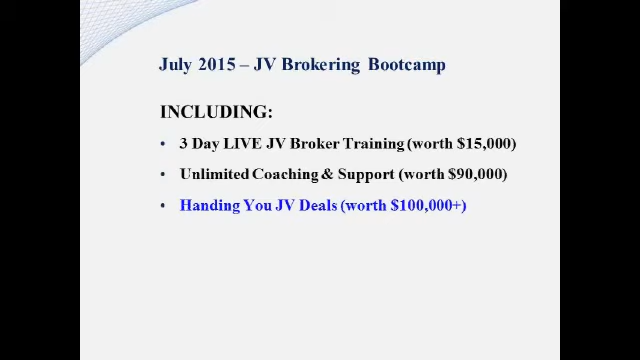 July 2015 – JV Brokering Bootcamp
INCLUDING:
• 3 Day LIVE JV Broker Training (worth $15,000)
• Unlimited Coaching & Support (worth $90,000)
• Handing You JV Deals (worth $100,000+)